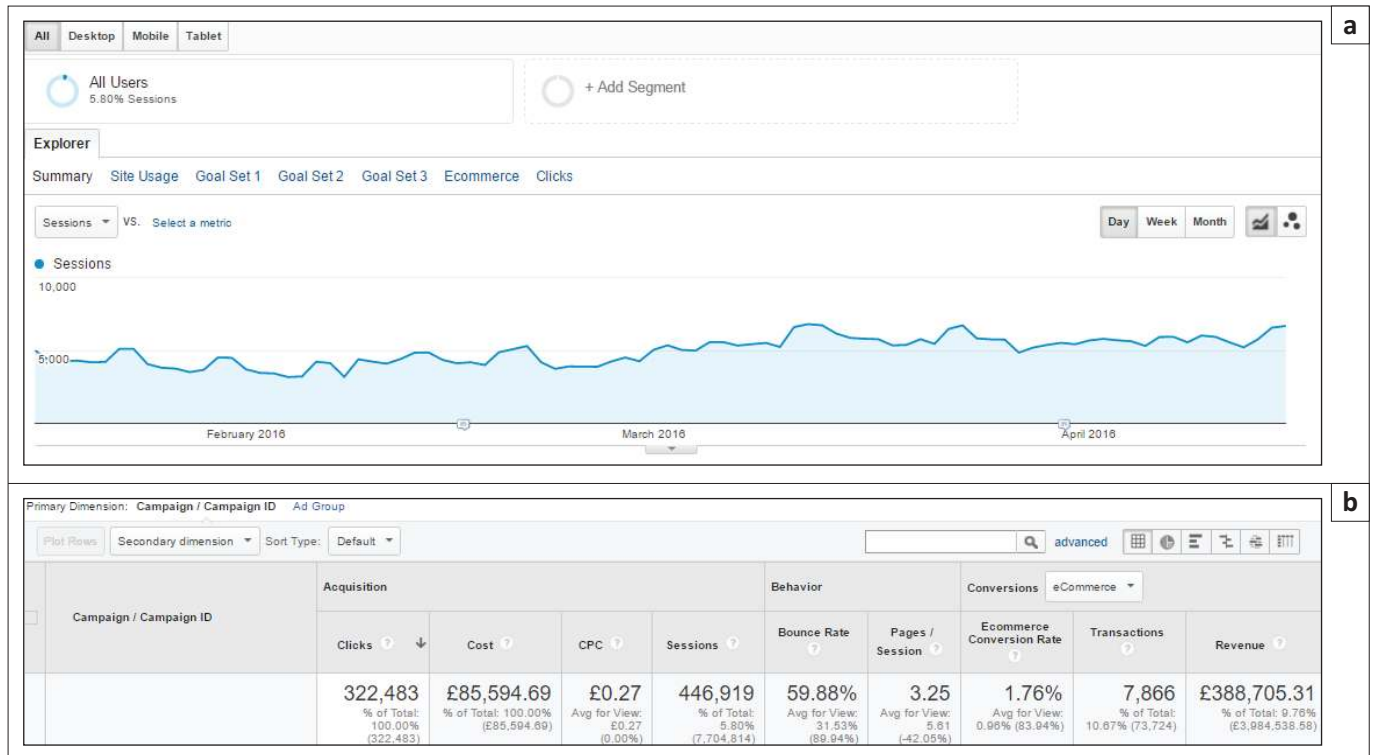 a
All Desktop Mobile Tablet
All Users
5.80% Sessions
+ Add Segment
Explorer
Summary Site Usage Goal Set 1 Goal Set 2 Goal Set 3 Ecommerce Clicks
Sessions VS. Select a metric
Day Week Month
Sessions
10,000
5,000
February 2016 March 2016 April 2016
b
Primary Dimension: Campaign / Campaign ID Ad Group
Plot Rows Secondary dimension Sort Type: Default advanced
Acquisition Behavior Conversions eCommerce
Campaign / Campaign ID
Clicks ? Cost ? CPC ? Sessions ? Bounce Rate ? Pages / Session ? Ecommerce Conversion Rate ? Transactions ? Revenue ?
322,483 £85,594.69 £0.27 446,919 59.88% 3.25 1.76% 7,866 £388,705.31
% of Total: % of Total: 100.00% Avg for View: % of Total: Avg for View: Avg for View: Avg for View: % of Total: % of Total: 9.76%
100.00% (£85,594.69) £0.27 5.80% 31.53% 5.61 0.96% (83.94%) 10.67% (73,724) (£3,984,538.58)
(322,483) (0.00%) (7,704,814) (89.94%) (-42.05%)